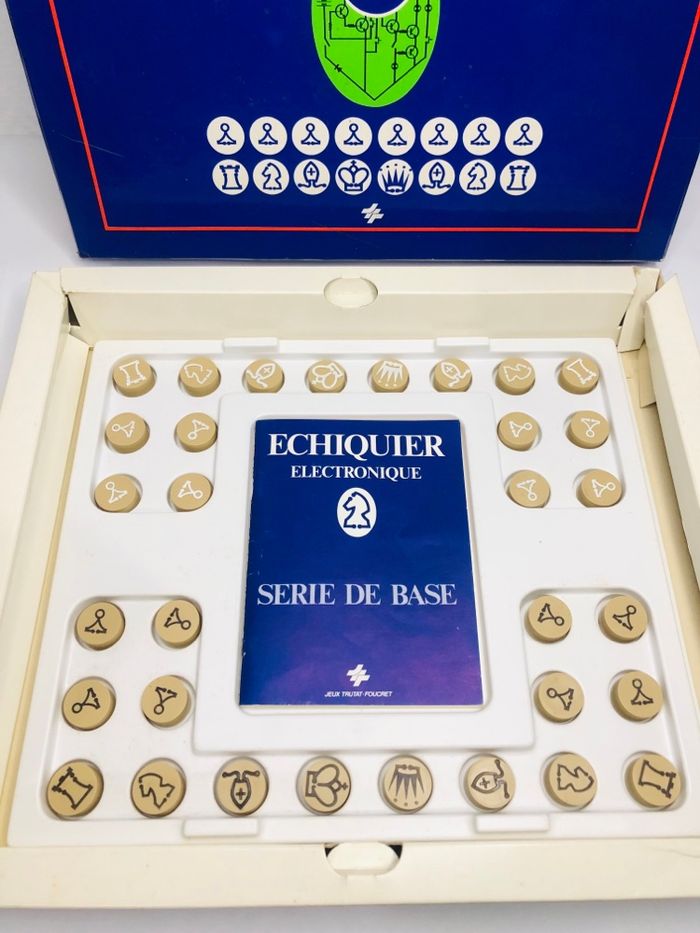 ECHIQUIER
ELECTRONIQUE
SERIE DE BASE
JEUX TRUTAT-FOUCRET